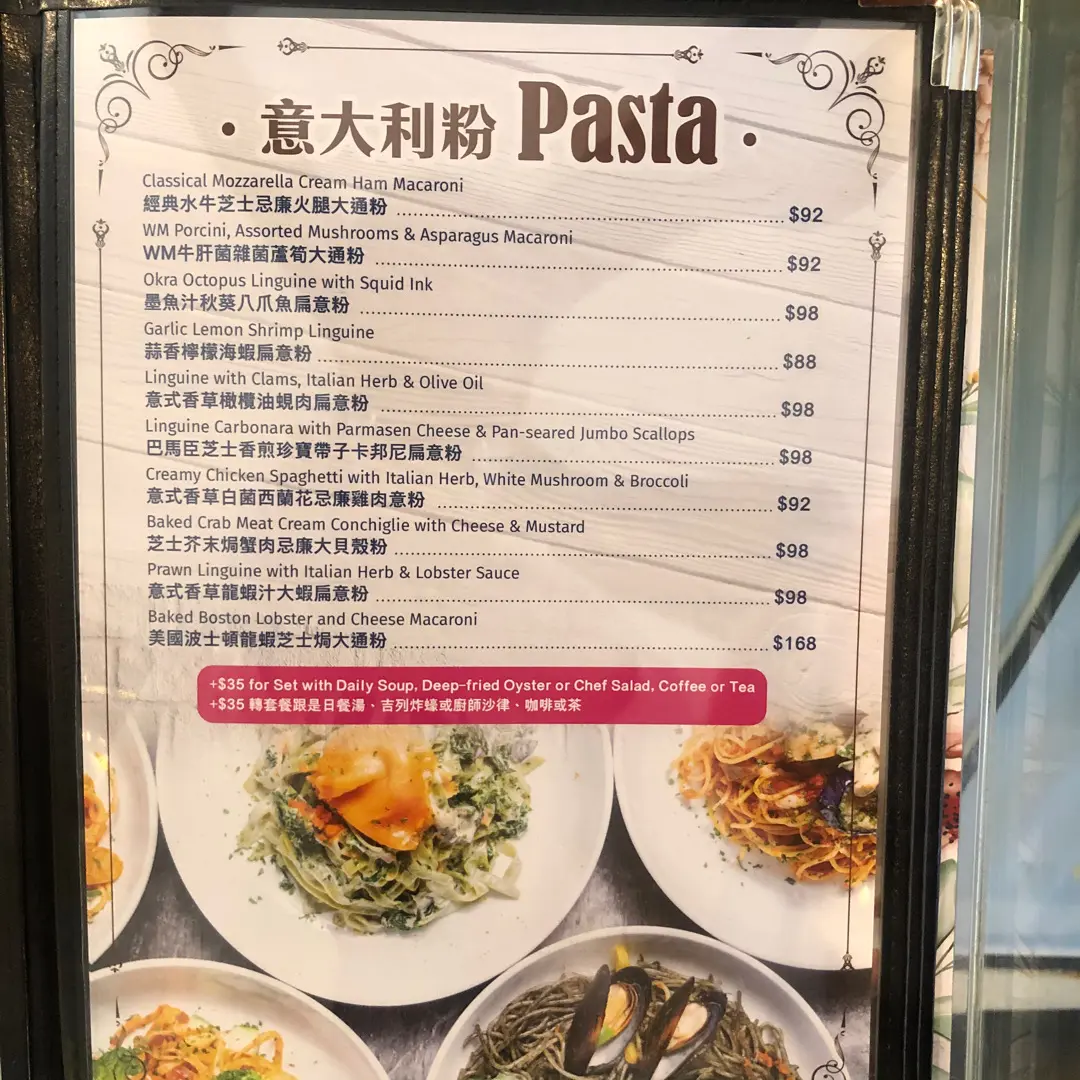 · 意大利粉 Pasta ·
Classical Mozzarella Cream Ham Macaroni
經典水牛芝士忌廉火腿大通粉 $92
WM Porcini, Assorted Mushrooms & Asparagus Macaroni
WM牛肝菌雜菌蘆筍大通粉 $92
Okra Octopus Linguine with Squid Ink
墨魚汁秋葵八爪魚扁意粉 $98
Garlic Lemon Shrimp Linguine
蒜香檸檬海蝦扁意粉 $88
Linguine with Clams, Italian Herb & Olive Oil
意式香草橄欖油蜆肉扁意粉 $98
Linguine Carbonara with Parmasen Cheese & Pan-seared Jumbo Scallops
巴馬臣芝士香煎珍寶帶子卡邦尼扁意粉 $98
Creamy Chicken Spaghetti with Italian Herb, White Mushroom & Broccoli
意式香草白菌西蘭花忌廉雞肉意粉 $92
Baked Crab Meat Cream Conchiglie with Cheese & Mustard
芝士芥末焗蟹肉忌廉大貝殼粉 $98
Prawn Linguine with Italian Herb & Lobster Sauce
意式香草龍蝦汁大蝦扁意粉 $98
Baked Boston Lobster and Cheese Macaroni
美國波士頓龍蝦芝士焗大通粉 $168
+$35 for Set with Daily Soup, Deep-fried Oyster or Chef Salad, Coffee or Tea
+$35 轉套餐跟是日餐湯、吉列炸蠔或廚師沙律、咖啡或茶